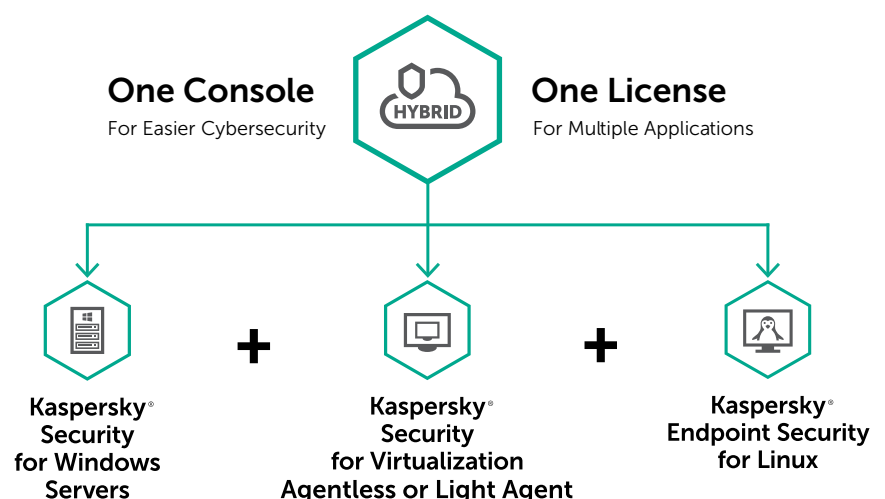 One Console
For Easier Cybersecurity
HYBRID
One License
For Multiple Applications
Kaspersky®
Security
for Windows
Servers
Kaspersky®
Security
for Virtualization
Agentless or Light Agent
Kaspersky®
Endpoint Security
for Linux